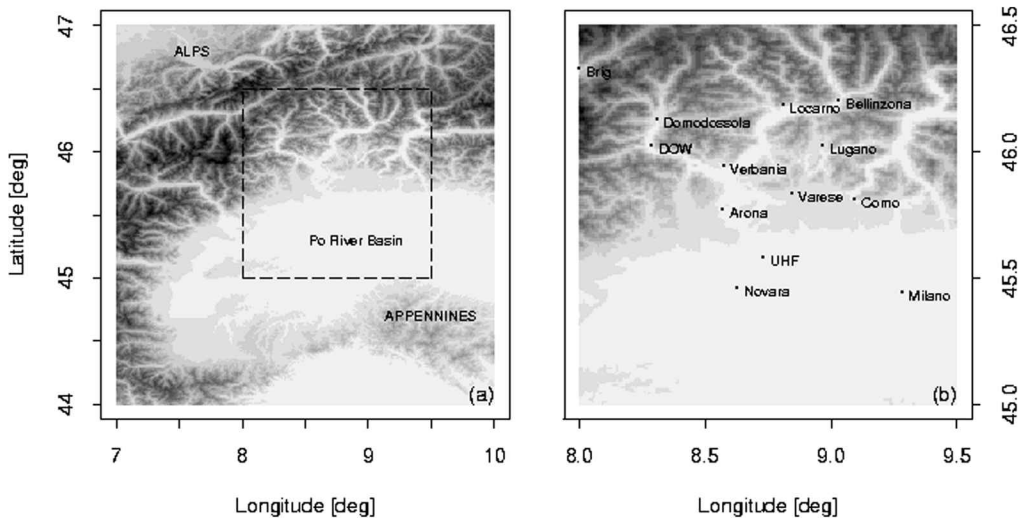 47
46
45
44
Latitude [deg]
ALPS
Po River Basin
APPENNINES
(a)
7
8
9
10
Longitude [deg]
Brig
Locarno
Bellinzona
Domodossola
DOW
Lugano
Verbania
Varese
Como
Arona
UHF
Novara
Milano
(b)
46.5
46.0
45.5
45.0
8.0
8.5
9.0
9.5
Longitude [deg]